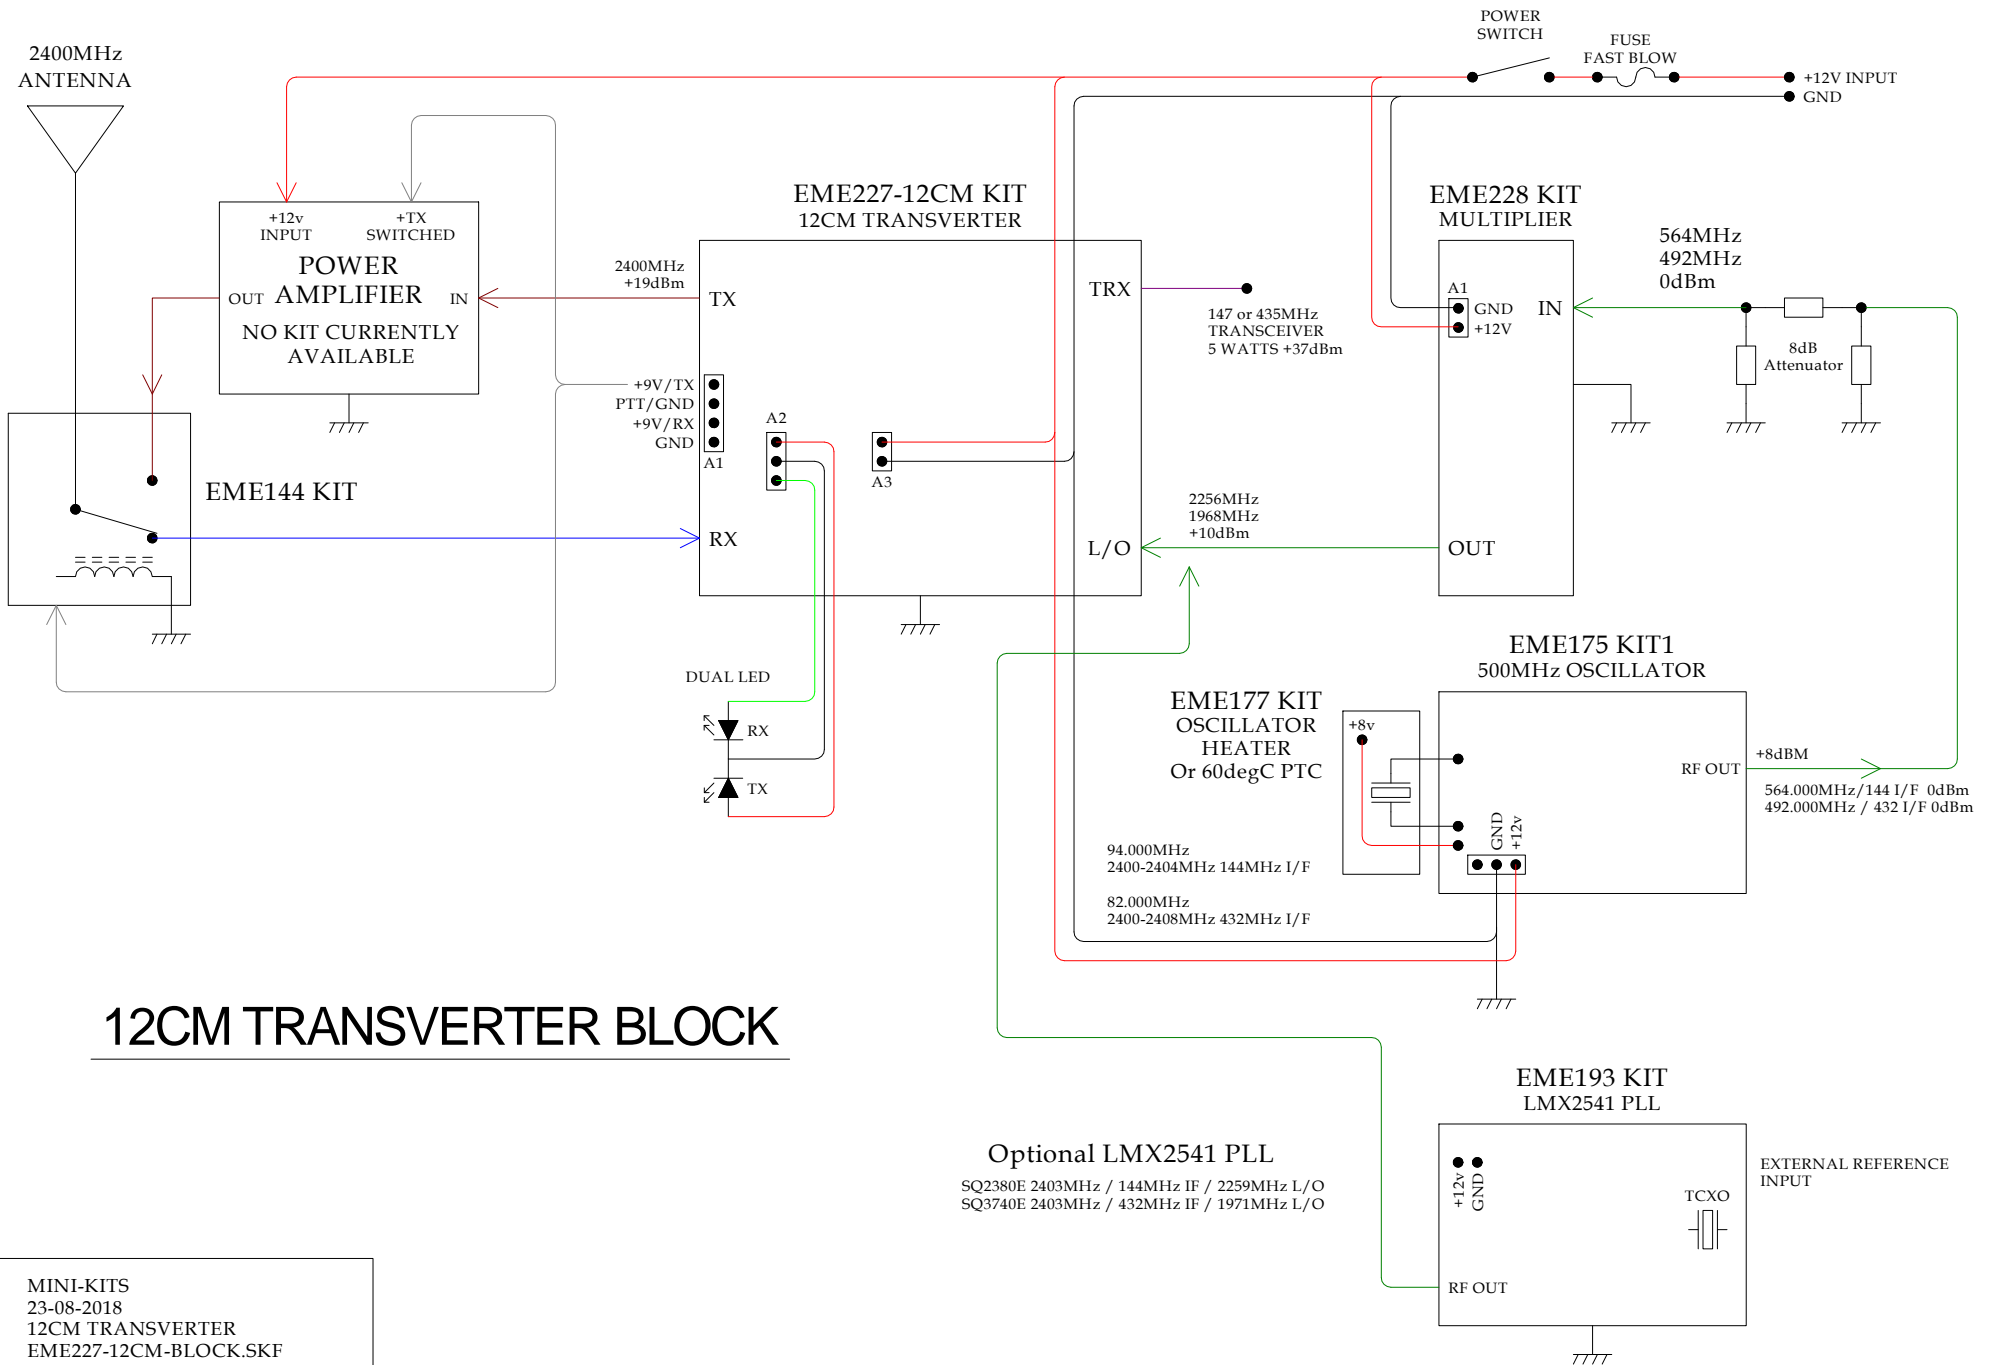 POWER
SWITCH
FUSE
FAST BLOW
+12V INPUT
GND
2400MHz
ANTENNA
+12v
INPUT
+TX
SWITCHED
POWER
AMPLIFIER
OUT
IN
NO KIT CURRENTLY
AVAILABLE
EME144 KIT
EME227-12CM KIT
12CM TRANSVERTER
2400MHz
+19dBm
TX
TRX
147 or 435MHz
TRANSCEIVER
5 WATTS +37dBm
+9V/TX
PTT/GND
+9V/RX
GND
A1
A2
A3
RX
L/O
2256MHz
1968MHz
+10dBm
EME228 KIT
MULTIPLIER
A1
GND
+12V
IN
OUT
564MHz
492MHz
0dBm
8dB
Attenuator
DUAL LED
RX
TX
EME175 KIT1
500MHz OSCILLATOR
EME177 KIT
OSCILLATOR
HEATER
Or 60degC PTC
+8v
GND
+12v
RF OUT
+8dBM
564.000MHz/144 I/F 0dBm
492.000MHz / 432 I/F 0dBm
94.000MHz
2400-2404MHz 144MHz I/F
82.000MHz
2400-2408MHz 432MHz I/F
12CM TRANSVERTER BLOCK
EME193 KIT
LMX2541 PLL
Optional LMX2541 PLL
SQ2380E 2403MHz / 144MHz IF / 2259MHz L/O
SQ3740E 2403MHz / 432MHz IF / 1971MHz L/O
+12v
GND
TCXO
EXTERNAL REFERENCE
INPUT
RF OUT
MINI-KITS
23-08-2018
12CM TRANSVERTER
EME227-12CM-BLOCK.SKF